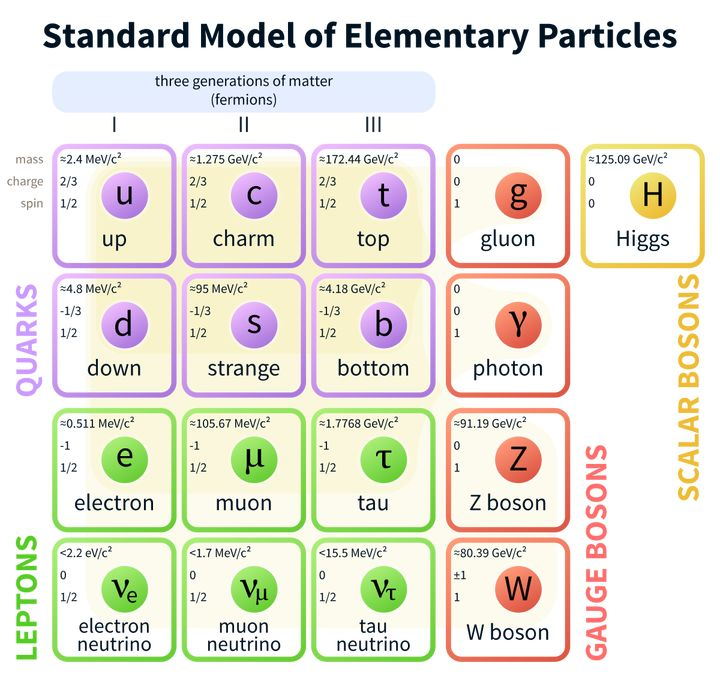 Standard Model of Elementary Particles
three generations of matter
(fermions)
I II III
mass
charge
spin
≈2.4 MeV/c²
2/3
1/2
u
up
≈1.275 GeV/c²
2/3
1/2
c
charm
≈172.44 GeV/c²
2/3
1/2
t
top
0
0
1
g
gluon
≈125.09 GeV/c²
0
0
H
Higgs
QUARKS
≈4.8 MeV/c²
-1/3
1/2
d
down
≈95 MeV/c²
-1/3
1/2
s
strange
≈4.18 GeV/c²
-1/3
1/2
b
bottom
0
0
1
γ
photon
SCALAR BOSONS
≈0.511 MeV/c²
-1
1/2
e
electron
≈105.67 MeV/c²
-1
1/2
μ
muon
≈1.7768 GeV/c²
-1
1/2
τ
tau
≈91.19 GeV/c²
0
1
Z
Z boson
LEPTONS
<2.2 eV/c²
0
1/2
νe
electron
neutrino
<1.7 MeV/c²
0
1/2
νμ
muon
neutrino
<15.5 MeV/c²
0
1/2
ντ
tau
neutrino
≈80.39 GeV/c²
±1
1
W
W boson
GAUGE BOSONS